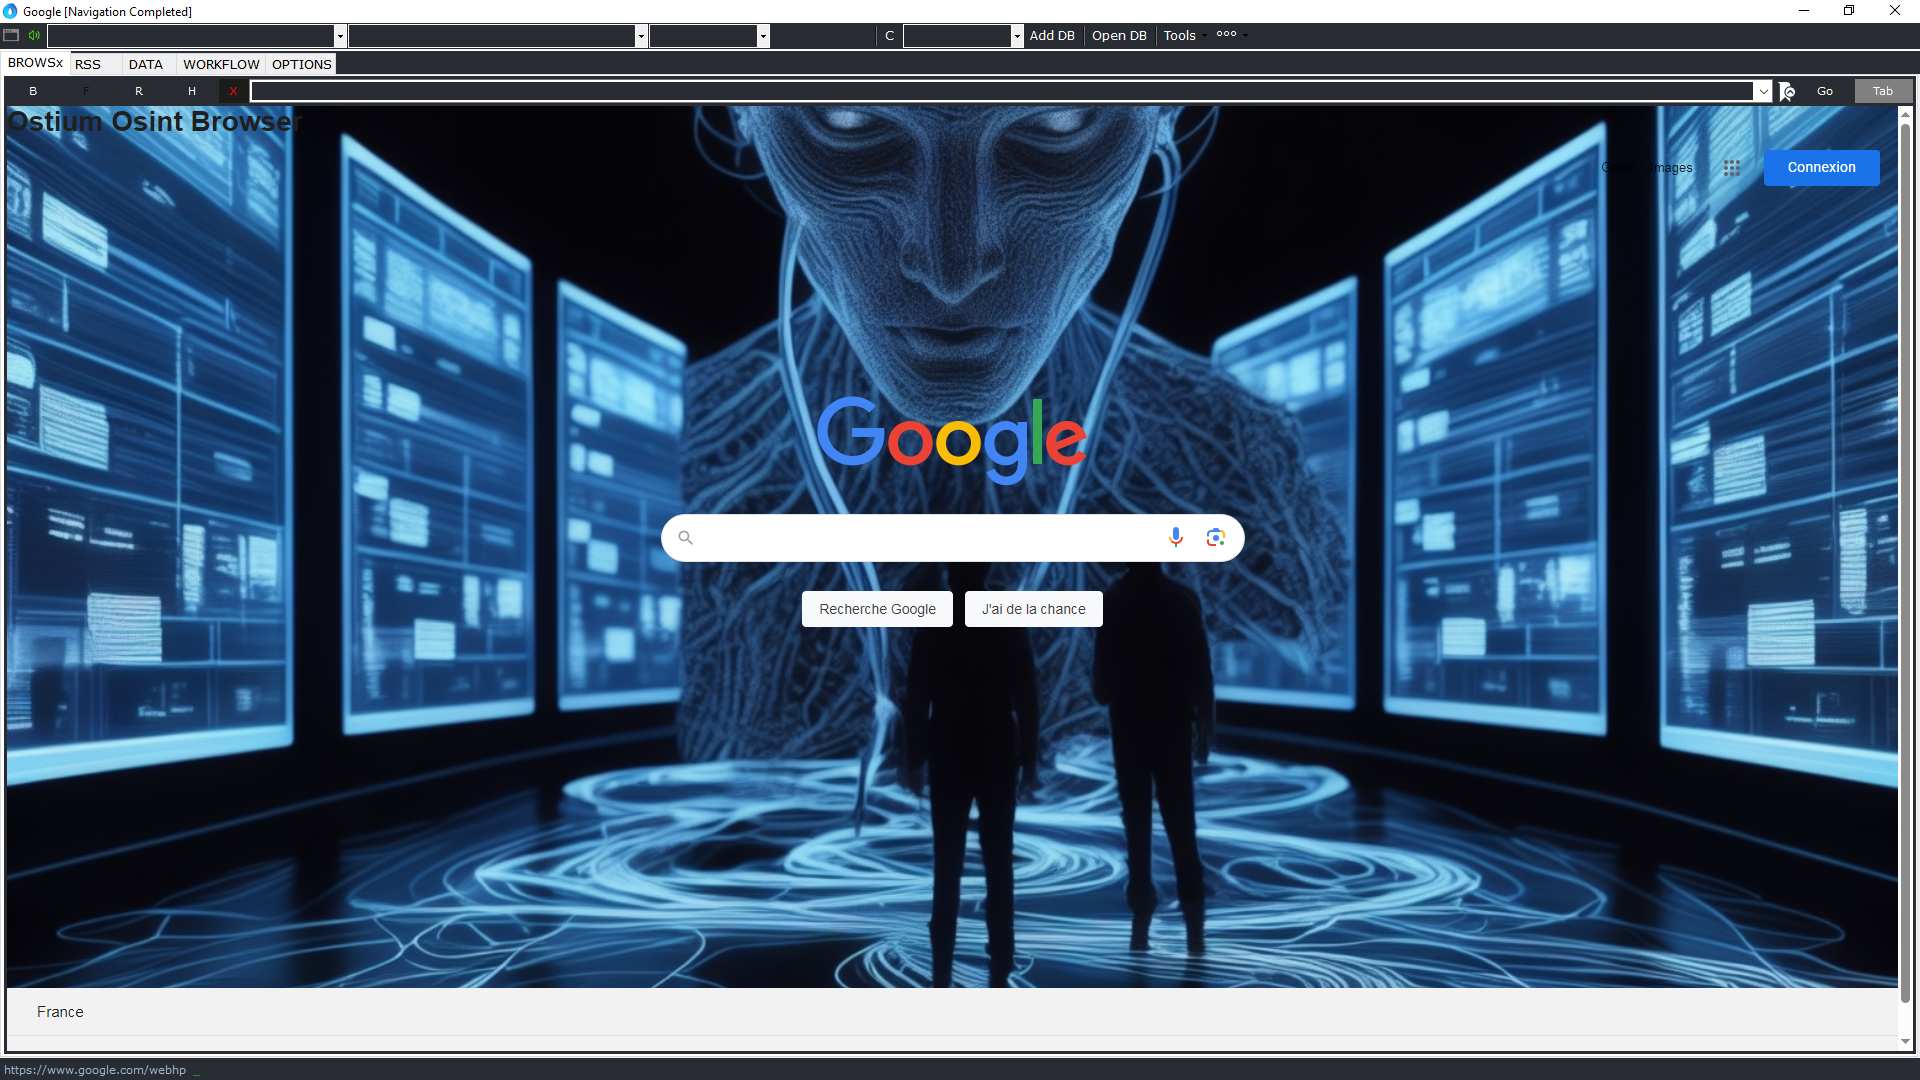 Google [Navigation Completed]
C
Add DB
Open DB
Tools
BROWSx
RSS
DATA
WORKFLOW
OPTIONS
B
F
R
H
X
Go
Tab
Ostium Osint Browser
Gmail
Images
Connexion
Google
Recherche Google
J'ai de la chance
France
https://www.google.com/webhp _